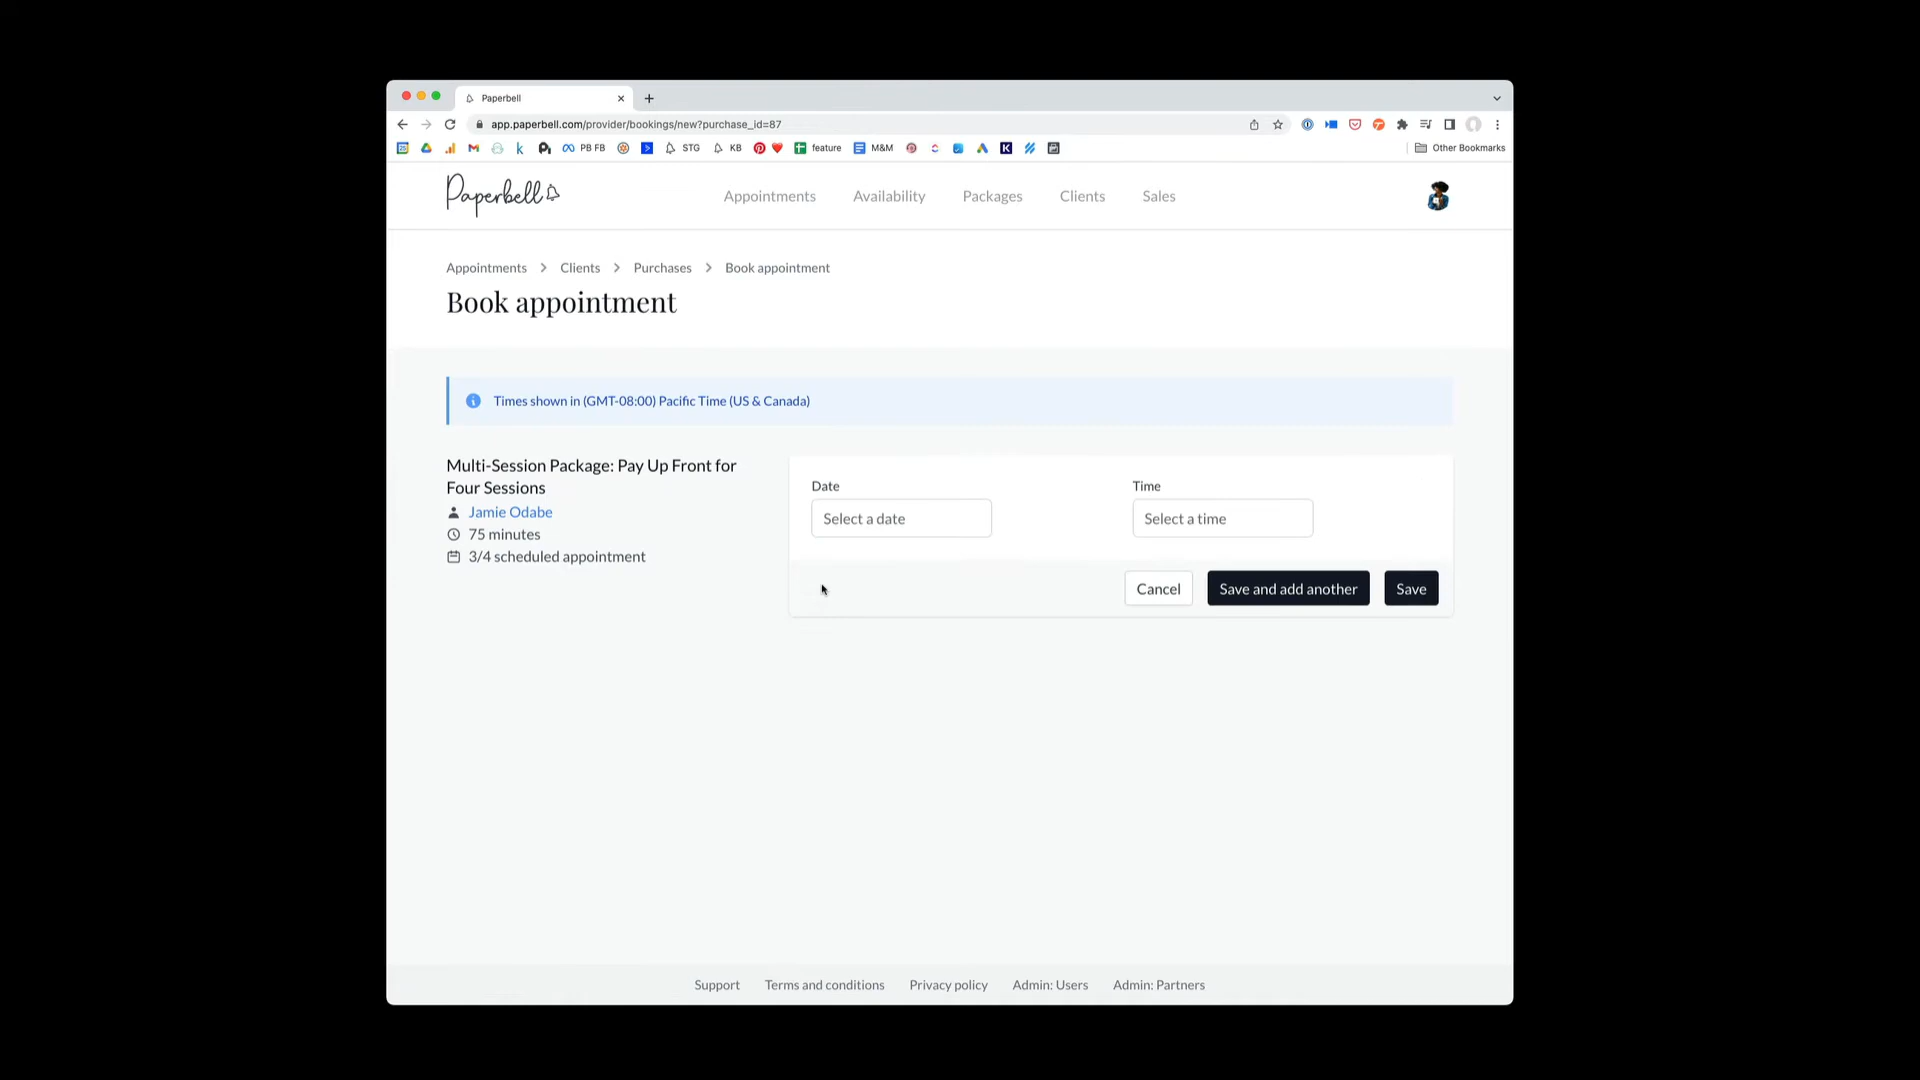 Paperbell
app.paperbell.com/provider/bookings/new?purchase_id=87
PB FB
STG
KB
feature
M&M
Other Bookmarks
Paperbell
Appointments
Availability
Packages
Clients
Sales
Appointments
Clients
Purchases
Book appointment
Book appointment
Times shown in (GMT-08:00) Pacific Time (US & Canada)
Multi-Session Package: Pay Up Front for
Four Sessions
Jamie Odabe
75 minutes
3/4 scheduled appointment
Date
Time
Select a date
Select a time
Cancel
Save and add another
Save
Support
Terms and conditions
Privacy policy
Admin: Users
Admin: Partners